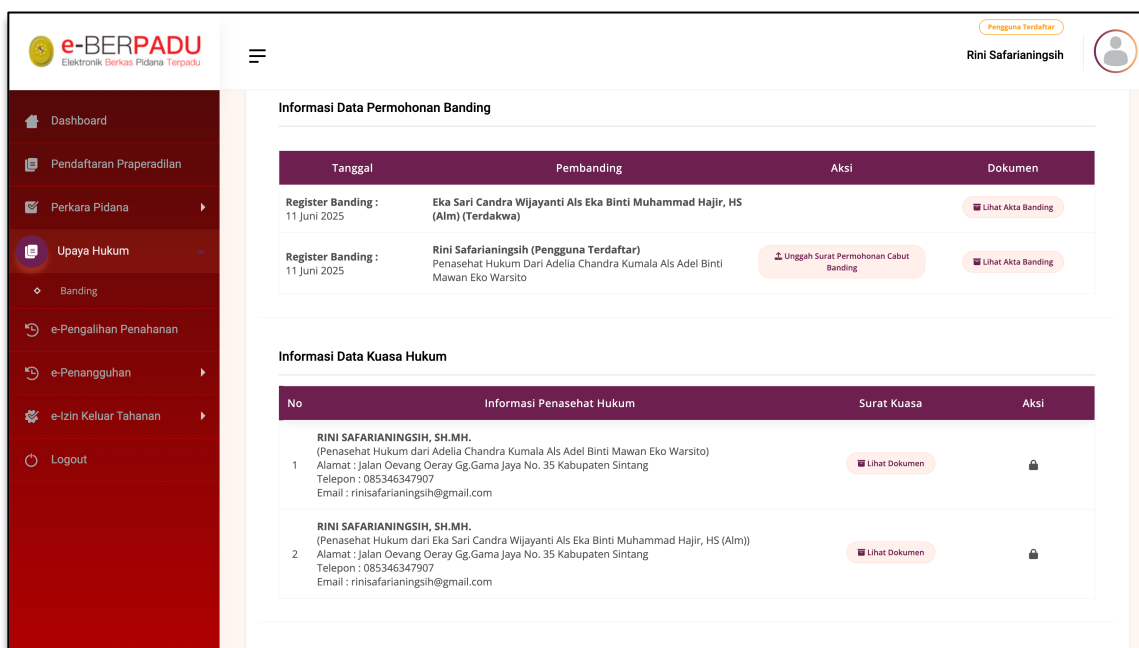 e-BERPADU
Elektronik Berkas Pidana Terpadu
Pengguna Terdaftar
Rini Safarianingsih
Dashboard
Pendaftaran Praperadilan
Perkara Pidana
Upaya Hukum
Banding
e-Pengalihan Penahanan
e-Penangguhan
e-Izin Keluar Tahanan
Logout
Informasi Data Permohonan Banding
Tanggal Pembanding Aksi Dokumen
Register Banding :
11 Juni 2025
Eka Sari Candra Wijayanti Als Eka Binti Muhammad Hajir, HS
(Alm) (Terdakwa)
Lihat Akta Banding
Register Banding :
11 Juni 2025
Rini Safarianingsih (Pengguna Terdaftar)
Penasehat Hukum Dari Adelia Chandra Kumala Als Adel Binti
Mawan Eko Warsito
Unggah Surat Permohonan Cabut
Banding
Lihat Akta Banding
Informasi Data Kuasa Hukum
No Informasi Penasehat Hukum Surat Kuasa Aksi
1
RINI SAFARIANINGSIH, SH.MH.
(Penasehat Hukum dari Adelia Chandra Kumala Als Adel Binti Mawan Eko Warsito)
Alamat : Jalan Oevang Oeray Gg.Gama Jaya No. 35 Kabupaten Sintang
Telepon : 085346347907
Email : rinisafarianingsih@gmail.com
Lihat Dokumen
2
RINI SAFARIANINGSIH, SH.MH.
(Penasehat Hukum dari Eka Sari Candra Wijayanti Als Eka Binti Muhammad Hajir, HS (Alm))
Alamat : Jalan Oevang Oeray Gg.Gama Jaya No. 35 Kabupaten Sintang
Telepon : 085346347907
Email : rinisafarianingsih@gmail.com
Lihat Dokumen